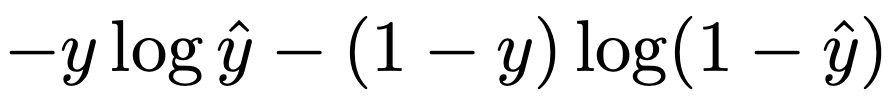 −y log ŷ − (1 − y) log(1 − ŷ)